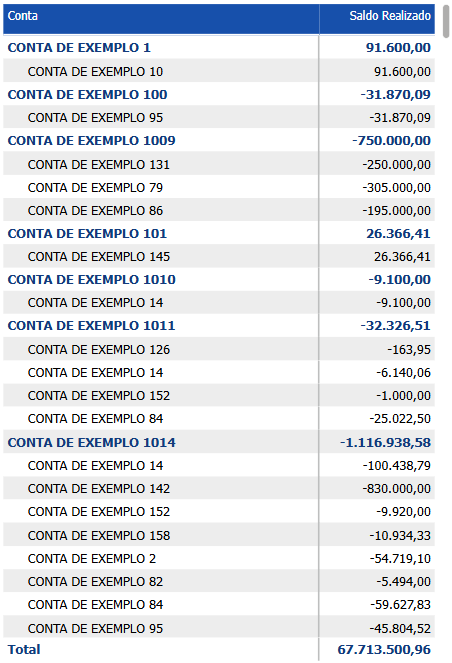 Conta Saldo Realizado
CONTA DE EXEMPLO 1 91.600,00
CONTA DE EXEMPLO 10 91.600,00
CONTA DE EXEMPLO 100 -31.870,09
CONTA DE EXEMPLO 95 -31.870,09
CONTA DE EXEMPLO 1009 -750.000,00
CONTA DE EXEMPLO 131 -250.000,00
CONTA DE EXEMPLO 79 -305.000,00
CONTA DE EXEMPLO 86 -195.000,00
CONTA DE EXEMPLO 101 26.366,41
CONTA DE EXEMPLO 145 26.366,41
CONTA DE EXEMPLO 1010 -9.100,00
CONTA DE EXEMPLO 14 -9.100,00
CONTA DE EXEMPLO 1011 -32.326,51
CONTA DE EXEMPLO 126 -163,95
CONTA DE EXEMPLO 14 -6.140,06
CONTA DE EXEMPLO 152 -1.000,00
CONTA DE EXEMPLO 84 -25.022,50
CONTA DE EXEMPLO 1014 -1.116.938,58
CONTA DE EXEMPLO 14 -100.438,79
CONTA DE EXEMPLO 142 -830.000,00
CONTA DE EXEMPLO 152 -9.920,00
CONTA DE EXEMPLO 158 -10.934,33
CONTA DE EXEMPLO 2 -54.719,10
CONTA DE EXEMPLO 82 -5.494,00
CONTA DE EXEMPLO 84 -59.627,83
CONTA DE EXEMPLO 95 -45.804,52
Total 67.713.500,96